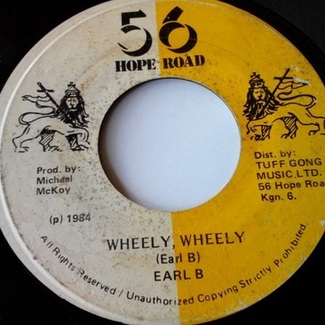 56
HOPE ROAD
Prod. by:
Michael
McKoy
Dist. by:
TUFF GONG
MUSIC. LTD.
56 Hope Roa
Kgn. 6.
(p) 1984
WHEELY, WHEELY
(Earl B)
EARL B
All Rights Reserved / Unauthorized Copying Strictly Prohibited.